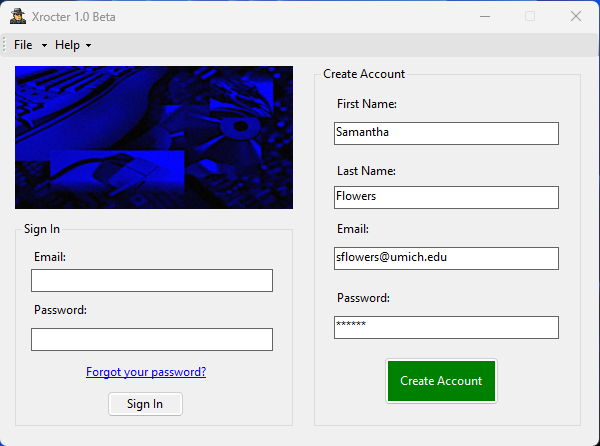 Xrocter 1.0 Beta
File Help
Sign In
Email:
Password:
Forgot your password?
Sign In
Create Account
First Name:
Samantha
Last Name:
Flowers
Email:
sflowers@umich.edu
Password:
******
Create Account